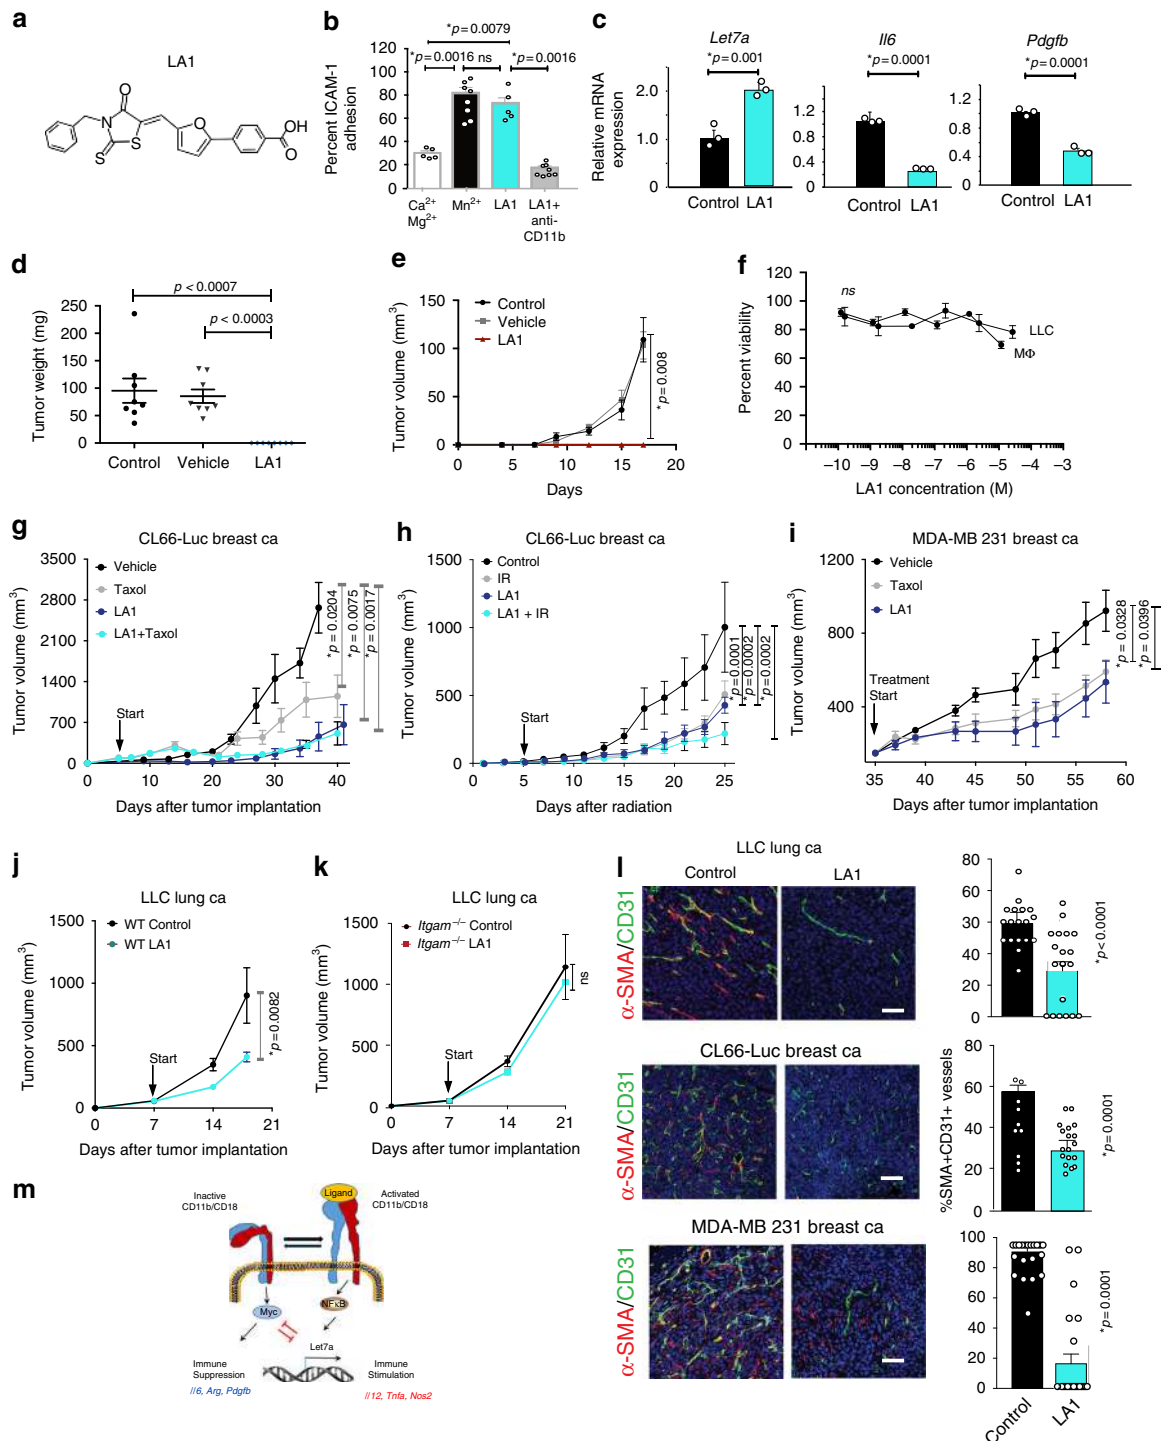 a
LA1
O
N
S
S
O
OH
O
b
Percent ICAM-1
adhesion
*p=0.0079
*p=0.0016
ns
*p=0.0016
120
100
80
60
40
20
0
Ca2+
Mg2+
Mn2+
LA1
LA1+
anti-
CD11b
c
Relative mRNA
expression
Let7a
*p=0.001
2.0
1.0
0
Control LA1
Il6
*p=0.0001
1.2
0.8
0.4
0
Control LA1
Pdgfb
*p=0.0001
1.2
0.8
0.4
0
Control LA1
d
Tumor weight (mg)
p < 0.0007
p < 0.0003
250
200
150
100
50
0
Control
Vehicle
LA1
e
Tumor volume (mm3)
150
100
50
0
Control
Vehicle
LA1
*p=0.008
0 5 10 15 20
Days
f
Percent viability
120
100
80
60
40
20
0
ns
LLC
MΦ
−10 −9 −8 −7 −6 −5 −4 −3
LA1 concentration (M)
g
CL66-Luc breast ca
Tumor volume (mm3)
3500
2800
2100
1400
700
0
Vehicle
Taxol
LA1
LA1+Taxol
*p=0.0204
*p=0.0075
*p=0.0017
Start
0 10 20 30 40
Days after tumor implantation
h
CL66-Luc breast ca
Tumor volume (mm3)
1500
1000
500
0
Control
IR
LA1
LA1 + IR
*p=0.0001
*p=0.0002
*p=0.0002
Start
0 5 10 15 20 25
Days after radiation
i
MDA-MB 231 breast ca
Tumor volume (mm3)
1200
800
400
0
Vehicle
Taxol
LA1
*p=0.0328
*p=0.0396
Treatment
Start
35 40 45 50 55 60
Days after tumor implantation
j
LLC lung ca
Tumor volume (mm3)
1500
1000
500
0
WT Control
WT LA1
*p=0.0082
Start
0 7 14 21
Days after tumor implantation
k
LLC lung ca
Tumor volume (mm3)
1500
1000
500
0
Itgam−/− Control
Itgam−/− LA1
ns
Start
0 7 14 21
Days after tumor implantation
l
LLC lung ca
Control
LA1
α-SMA/CD31
80
60
40
20
0
*p<0.0001
CL66-Luc breast ca
α-SMA/CD31
%SMA+CD31+ vessels
80
60
40
20
0
*p=0.0001
MDA-MB 231 breast ca
α-SMA/CD31
100
80
60
40
20
0
*p=0.0001
Control
LA1
m
Inactive
CD11b/CD18
Ligand
Activated
CD11b/CD18
Myc
NFκB
Let7a
Immune
Suppression
Il6, Arg, Pdgfb
Immune
Stimulation
Il12, Tnfa, Nos2